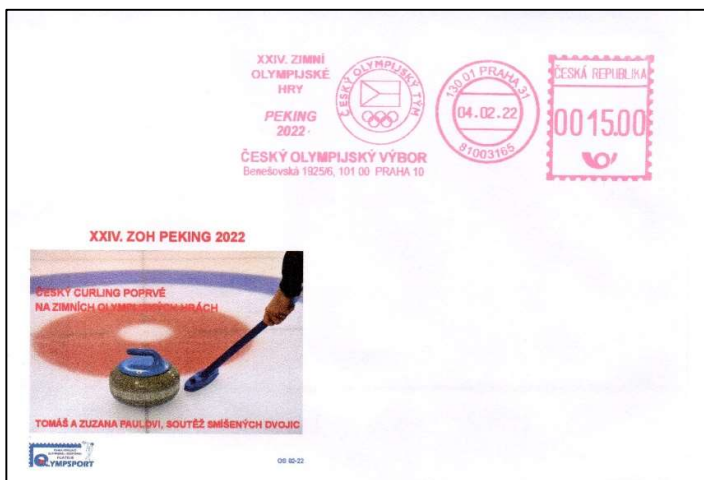 XXIV. ZIMNÍ
OLYMPIJSKÉ
HRY
PEKING
2022
ČESKÝ OLYMPIJSKÝ TÝM
ČESKÝ OLYMPIJSKÝ VÝBOR
Benešovská 1925/6, 101 00 PRAHA 10
130 01 PRAHA 31
04.02.22
81003165
ČESKÁ REPUBLIKA
0015.00
XXIV. ZOH PEKING 2022
ČESKÝ CURLING POPRVÉ
NA ZIMNÍCH OLYMPIJSKÝCH HRÁCH
TOMÁŠ A ZUZANA PAULOVI, SOUTĚŽ SMÍŠENÝCH DVOJIC
OLYMPSPORT
OS 02-22